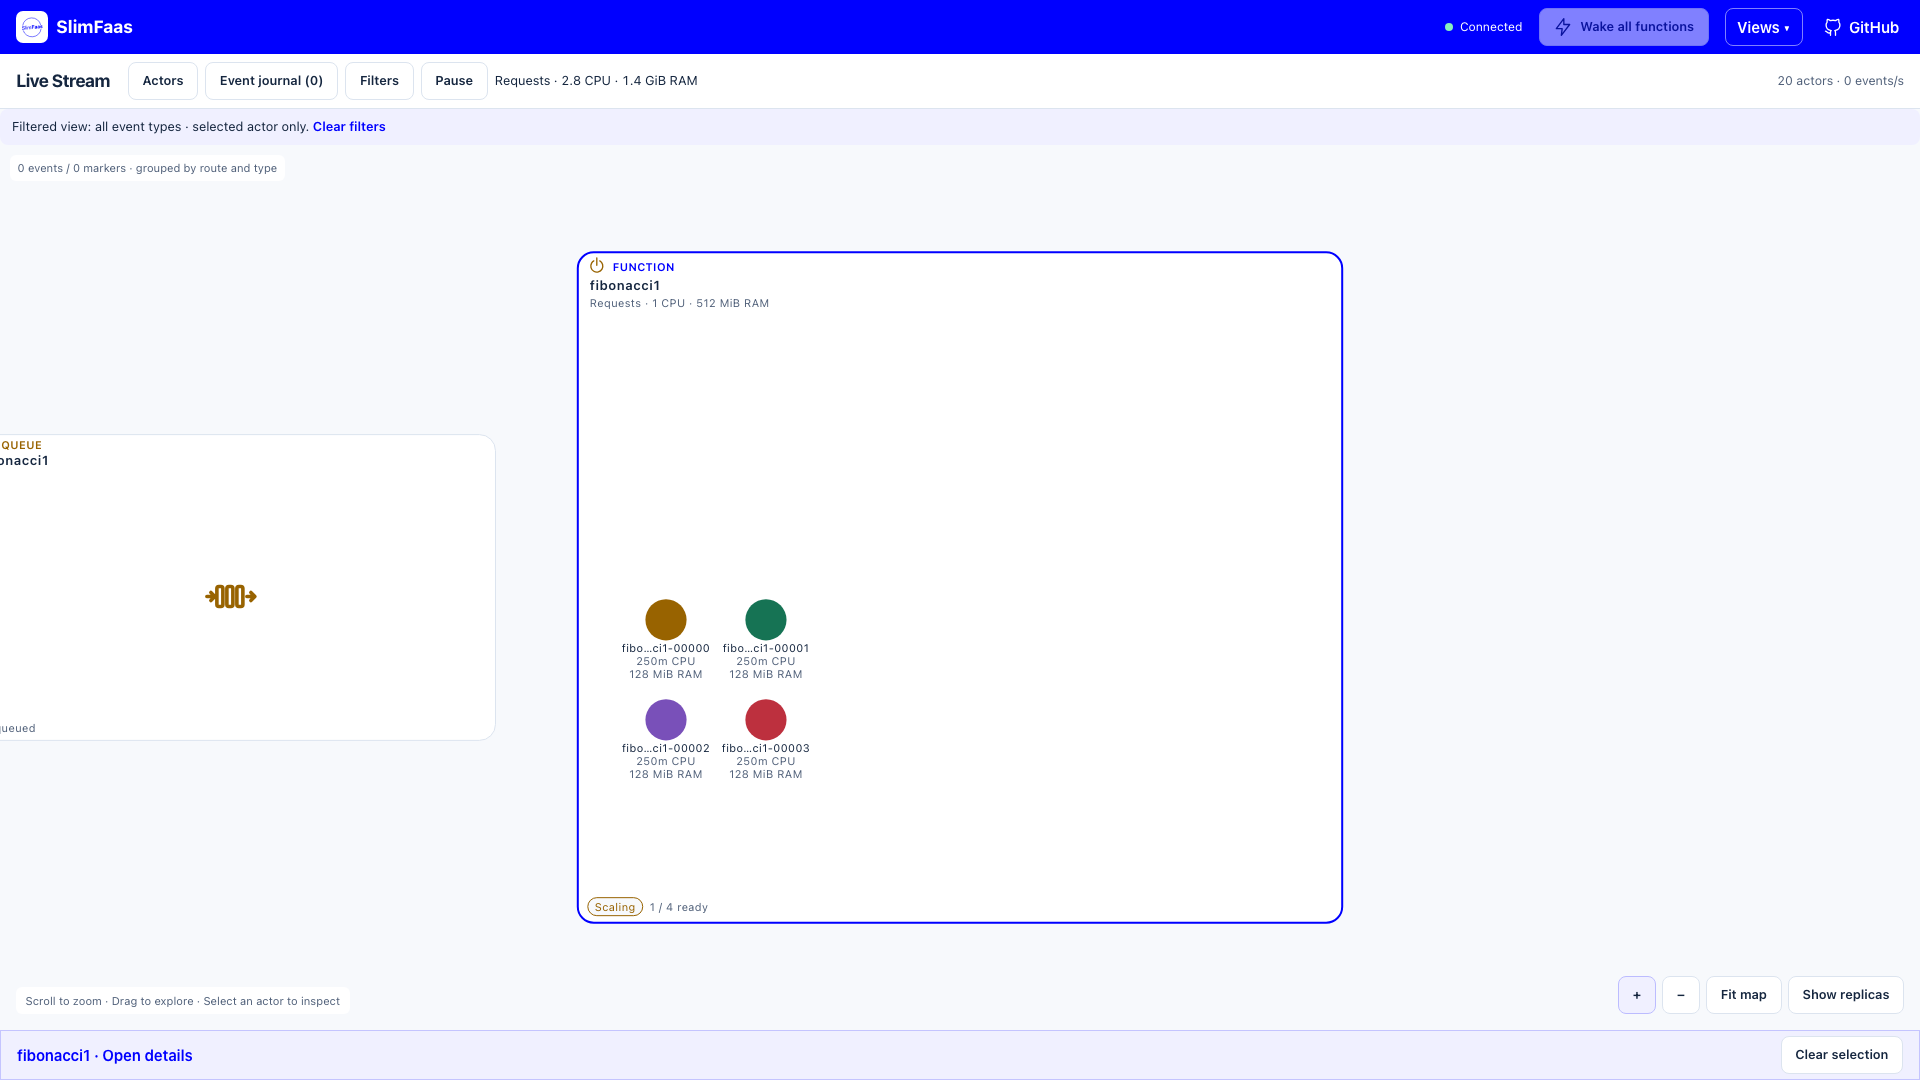 SlimFaas
SlimFaas
Connected
Wake all functions
Views ▾
GitHub
Live Stream
Actors
Event journal (0)
Filters
Pause
Requests · 2.8 CPU · 1.4 GiB RAM
20 actors · 0 events/s
Filtered view: all event types · selected actor only. Clear filters
0 events / 0 markers · grouped by route and type
FUNCTION
fibonacci1
Requests · 1 CPU · 512 MiB RAM
QUEUE
onacci1
ueued
fibo…ci1-00000
250m CPU
128 MiB RAM
fibo…ci1-00001
250m CPU
128 MiB RAM
fibo…ci1-00002
250m CPU
128 MiB RAM
fibo…ci1-00003
250m CPU
128 MiB RAM
Scaling
1 / 4 ready
Scroll to zoom · Drag to explore · Select an actor to inspect
+
−
Fit map
Show replicas
fibonacci1 · Open details
Clear selection